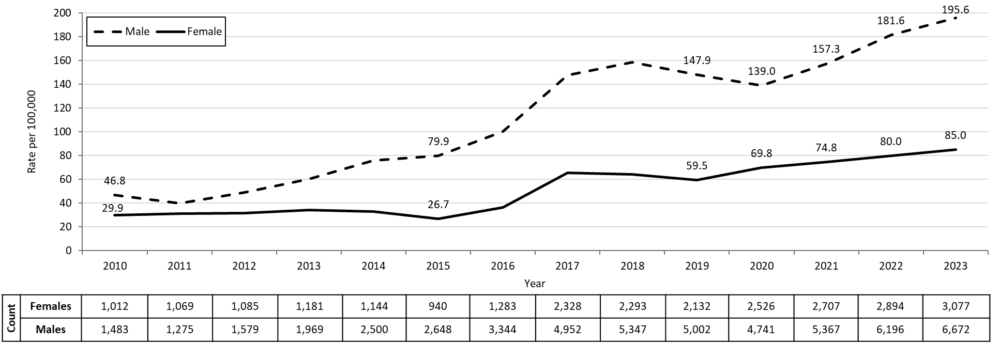 200
180
160
140
120
100
80
60
40
20
0
Rate per 100,000
Male Female
46.8 79.9 147.9 139.0 157.3 181.6 195.6
29.9 26.7 59.5 69.8 74.8 80.0 85.0
2010 2011 2012 2013 2014 2015 2016 2017 2018 2019 2020 2021 2022 2023
Year
Count
Females 1,012 1,069 1,085 1,181 1,144 940 1,283 2,328 2,293 2,132 2,526 2,707 2,894 3,077
Males 1,483 1,275 1,579 1,969 2,500 2,648 3,344 4,952 5,347 5,002 4,741 5,367 6,196 6,672